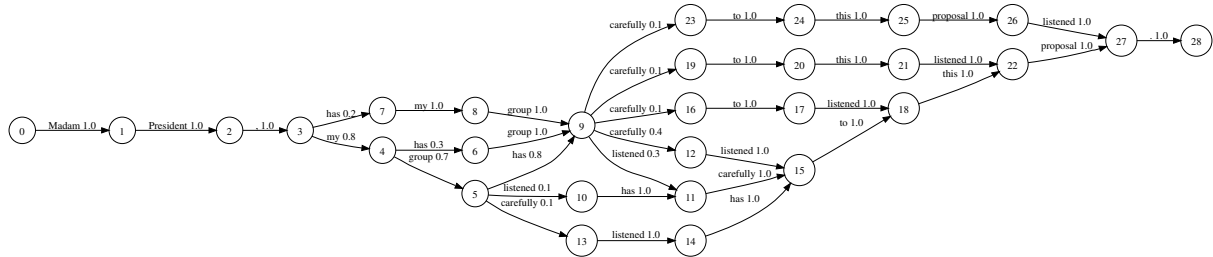 0 Madam 1.0 1 President 1.0 2 , 1.0 3
has 0.2 7 my 1.0 8 group 1.0 9
my 0.8 4 has 0.3 6 group 1.0
group 0.7 5 has 0.8
listened 0.1 10 has 1.0 11
carefully 0.1 13 listened 1.0 14
carefully 0.1 23 to 1.0 24 this 1.0 25 proposal 1.0 26 listened 1.0 27 . 1.0 28
carefully 0.1 19 to 1.0 20 this 1.0 21 listened 1.0 22 proposal 1.0
carefully 0.1 16 to 1.0 17 listened 1.0 18 this 1.0
carefully 0.4 12 listened 1.0 15 to 1.0
listened 0.3 carefully 1.0
has 1.0